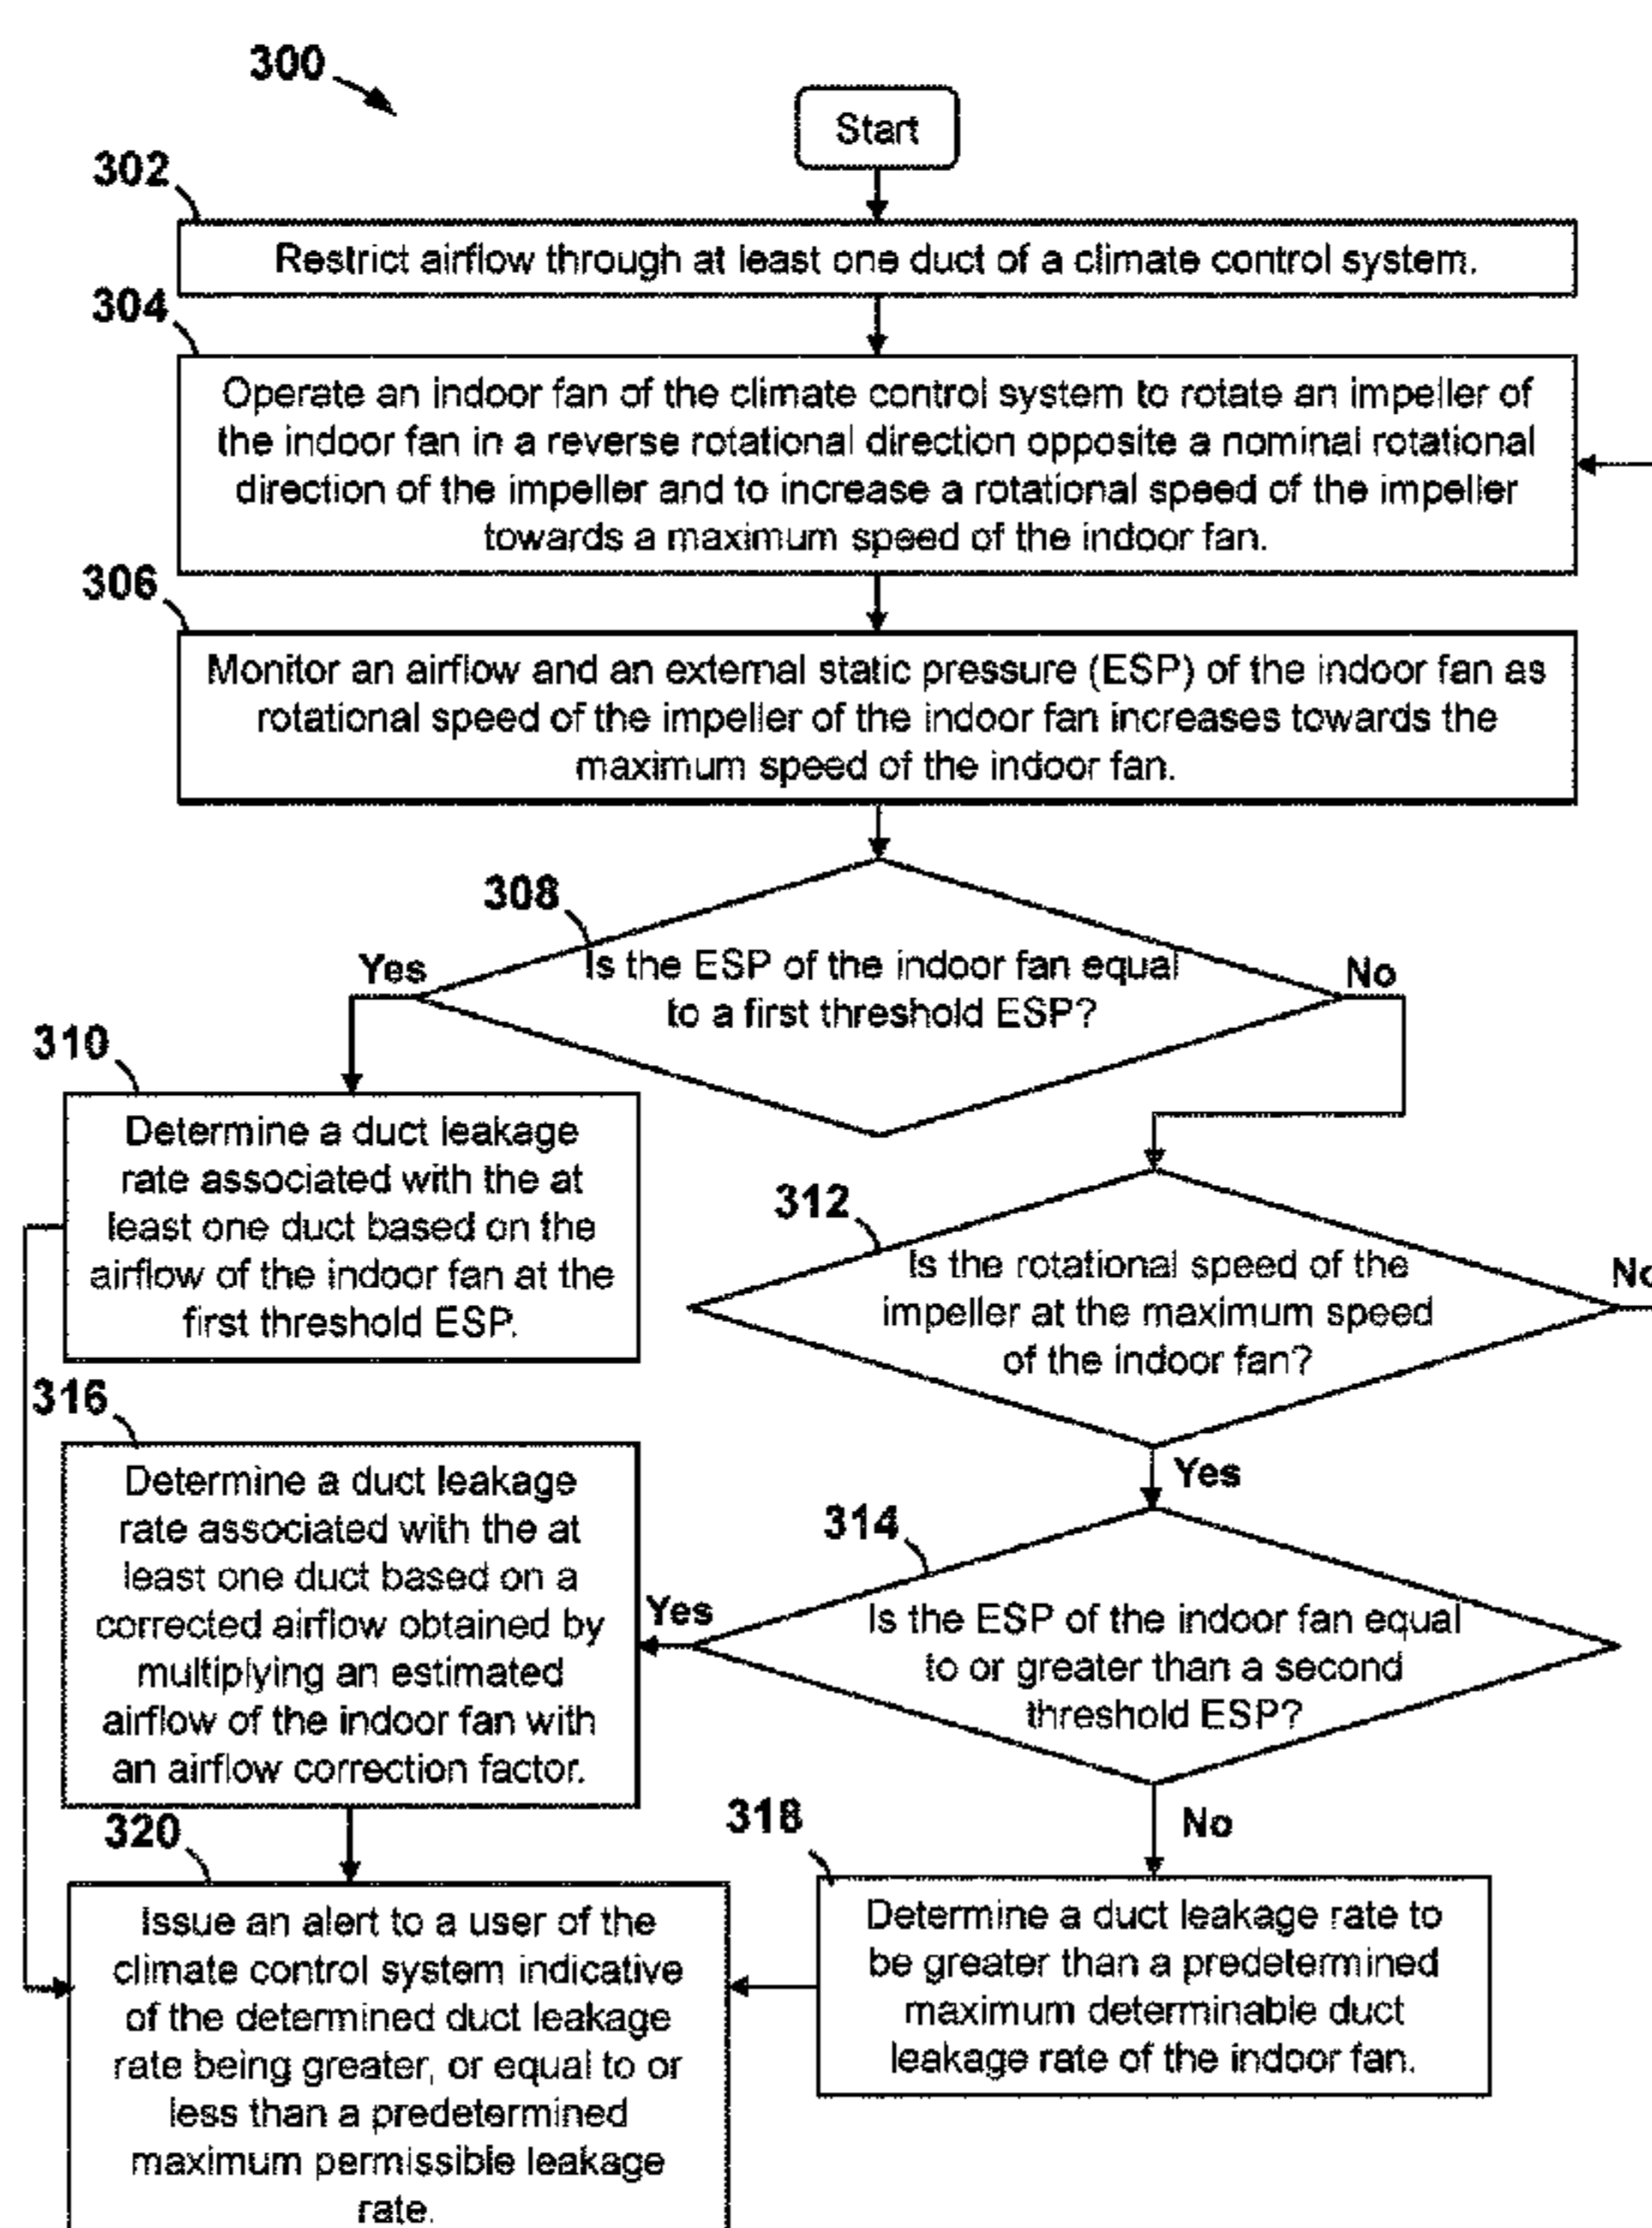 300
Start
302
Restrict airflow through at least one duct of a climate control system.
304
Operate an indoor fan of the climate control system to rotate an impeller of
the indoor fan in a reverse rotational direction opposite a nominal rotational
direction of the impeller and to increase a rotational speed of the impeller
towards a maximum speed of the indoor fan.
306
Monitor an airflow and an external static pressure (ESP) of the indoor fan as
rotational speed of the impeller of the indoor fan increases towards the
maximum speed of the indoor fan.
308
Is the ESP of the indoor fan equal
to a first threshold ESP?
Yes
No
310
Determine a duct leakage
rate associated with the at
least one duct based on the
airflow of the indoor fan at the
first threshold ESP.
312
Is the rotational speed of the
impeller at the maximum speed
of the indoor fan?
No
Yes
314
Is the ESP of the indoor fan equal
to or greater than a second
threshold ESP?
Yes
No
316
Determine a duct leakage
rate associated with the at
least one duct based on a
corrected airflow obtained by
multiplying an estimated
airflow of the indoor fan with
an airflow correction factor.
318
Determine a duct leakage rate to
be greater than a predetermined
maximum determinable duct
leakage rate of the indoor fan.
320
Issue an alert to a user of the
climate control system indicative
of the determined duct leakage
rate being greater, or equal to or
less than a predetermined
maximum permissible leakage
rate.